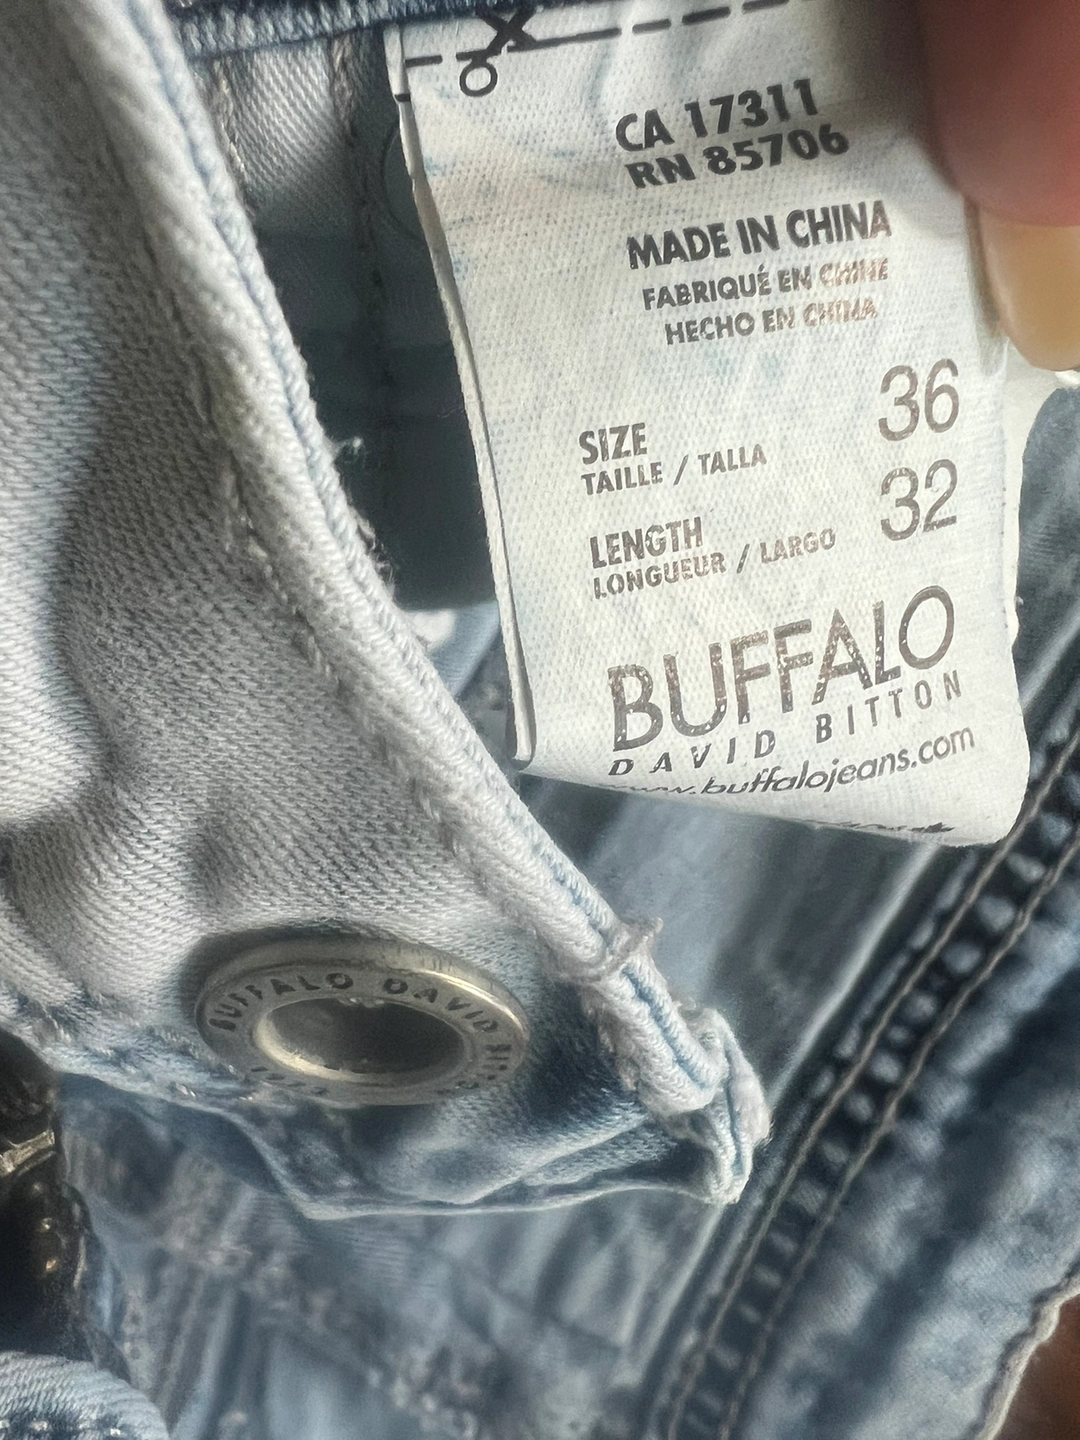 CA 17311
RN 85706
MADE IN CHINA
FABRIQUÉ EN CHINE
HECHO EN CHINA
SIZE 36
TAILLE / TALLA
LENGTH 32
LONGUEUR / LARGO
BUFFALO
DAVID BITTON
www.buffalojeans.com
BUFFALO DAVID BITTON